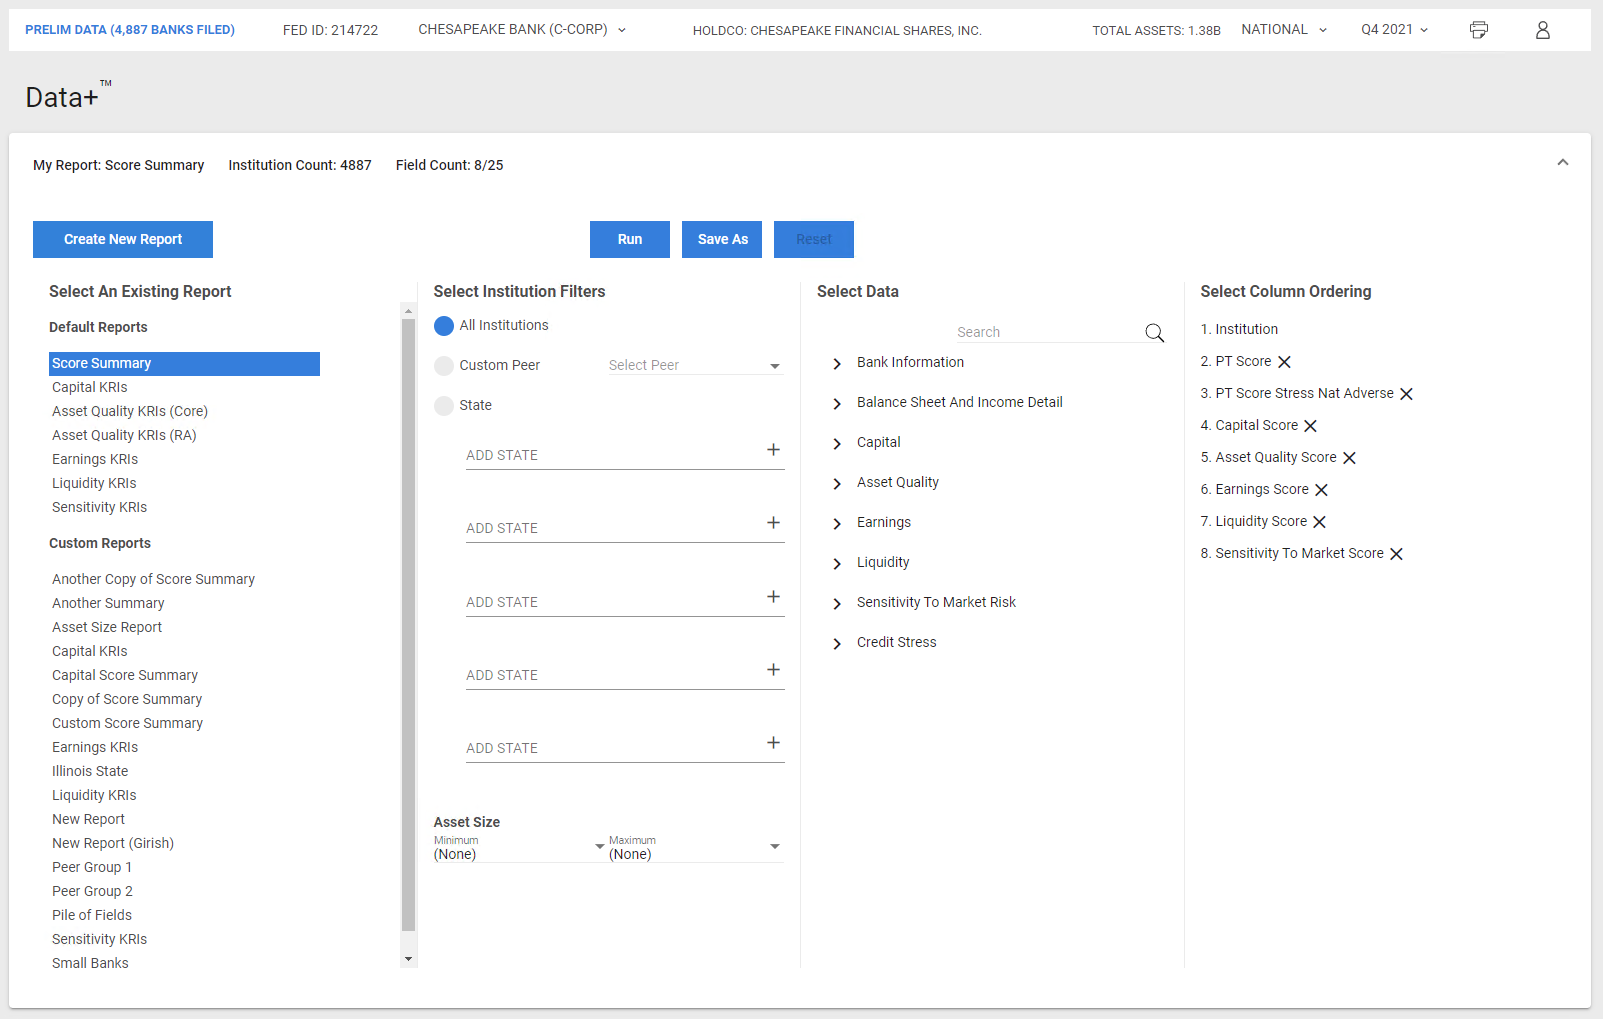 PRELIM DATA (4,887 BANKS FILED) FED ID: 214722 CHESAPEAKE BANK (C-CORP) HOLDCO: CHESAPEAKE FINANCIAL SHARES, INC. TOTAL ASSETS: 1.38B NATIONAL Q4 2021
Data+™
My Report: Score Summary Institution Count: 4887 Field Count: 8/25
Create New Report Run Save As Reset
Select An Existing Report
Default Reports
Score Summary
Capital KRIs
Asset Quality KRIs (Core)
Asset Quality KRIs (RA)
Earnings KRIs
Liquidity KRIs
Sensitivity KRIs
Custom Reports
Another Copy of Score Summary
Another Summary
Asset Size Report
Capital KRIs
Capital Score Summary
Copy of Score Summary
Custom Score Summary
Earnings KRIs
Illinois State
Liquidity KRIs
New Report
New Report (Girish)
Peer Group 1
Peer Group 2
Pile of Fields
Sensitivity KRIs
Small Banks
Select Institution Filters
All Institutions
Custom Peer Select Peer
State
ADD STATE
ADD STATE
ADD STATE
ADD STATE
ADD STATE
Asset Size
Minimum Maximum
(None) (None)
Select Data
Search
Bank Information
Balance Sheet And Income Detail
Capital
Asset Quality
Earnings
Liquidity
Sensitivity To Market Risk
Credit Stress
Select Column Ordering
1. Institution
2. PT Score
3. PT Score Stress Nat Adverse
4. Capital Score
5. Asset Quality Score
6. Earnings Score
7. Liquidity Score
8. Sensitivity To Market Score